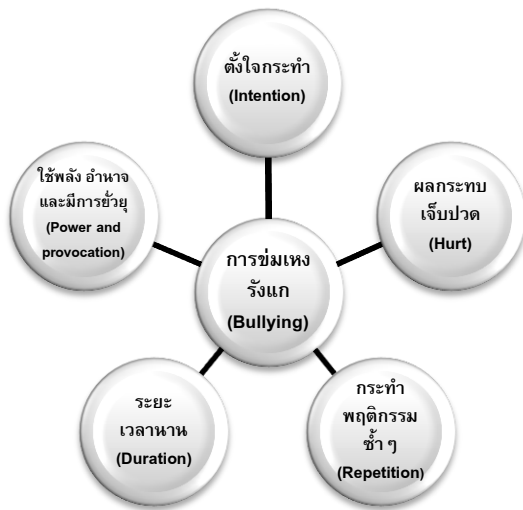 ตั้งใจกระทำ
(Intention)
ใช้พลัง อำนาจ
และมีการยั่วยุ
(Power and
provocation)
ผลกระทบ
เจ็บปวด
(Hurt)
การข่มเหง
รังแก
(Bullying)
ระยะ
เวลานาน
(Duration)
กระทำ
พฤติกรรม
ซ้ำ ๆ
(Repetition)